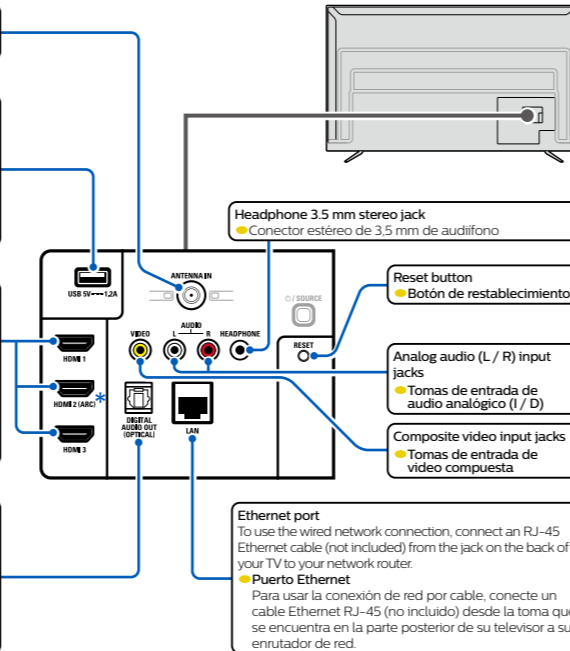 Headphone 3.5 mm stereo jack
Conector estéreo de 3,5 mm de audiífono
Reset button
Botón de restablecimiento
Analog audio (L / R) input
jacks
Tomas de entrada de
audio analógico (I / D)
Composite video input jacks
Tomas de entrada de
video compuesta
Ethernet port
To use the wired network connection, connect an RJ-45
Ethernet cable (not included) from the jack on the back of
your TV to your network router.
Puerto Ethernet
Para usar la conexión de red por cable, conecte un
cable Ethernet RJ-45 (no incluido) desde la toma que
se encuentra en la parte posterior de su televisor a su
enrutador de red.
USB 5V⎓1.2A
ANTENNA IN
/ SOURCE
VIDEO
AUDIO
L
R
HEADPHONE
RESET
HDMI 1
HDMI 2 (ARC) *
HDMI 3
DIGITAL
AUDIO OUT
(OPTICAL)
LAN